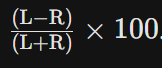 (L−R)
(L+R) × 100.